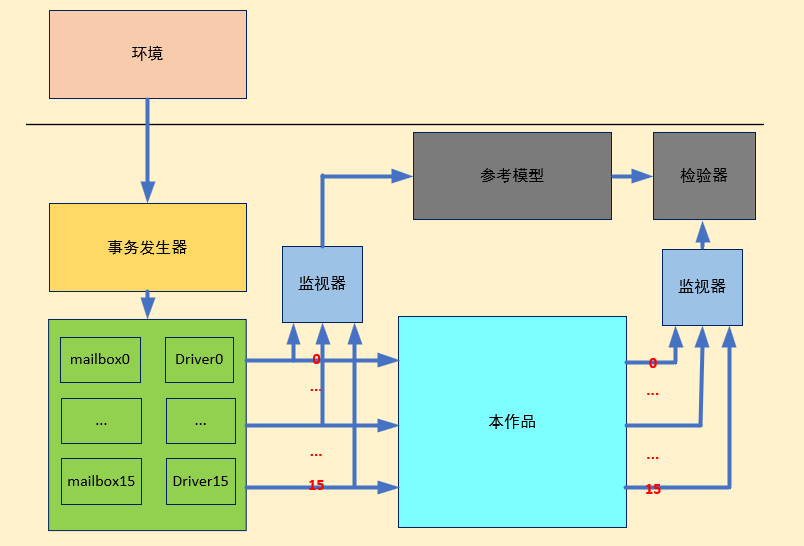 环境
参考模型
检验器
事务发生器
监视器
监视器
mailbox0
Driver0
0
0
...
...
...
...
本作品
...
...
mailbox15
Driver15
15
15